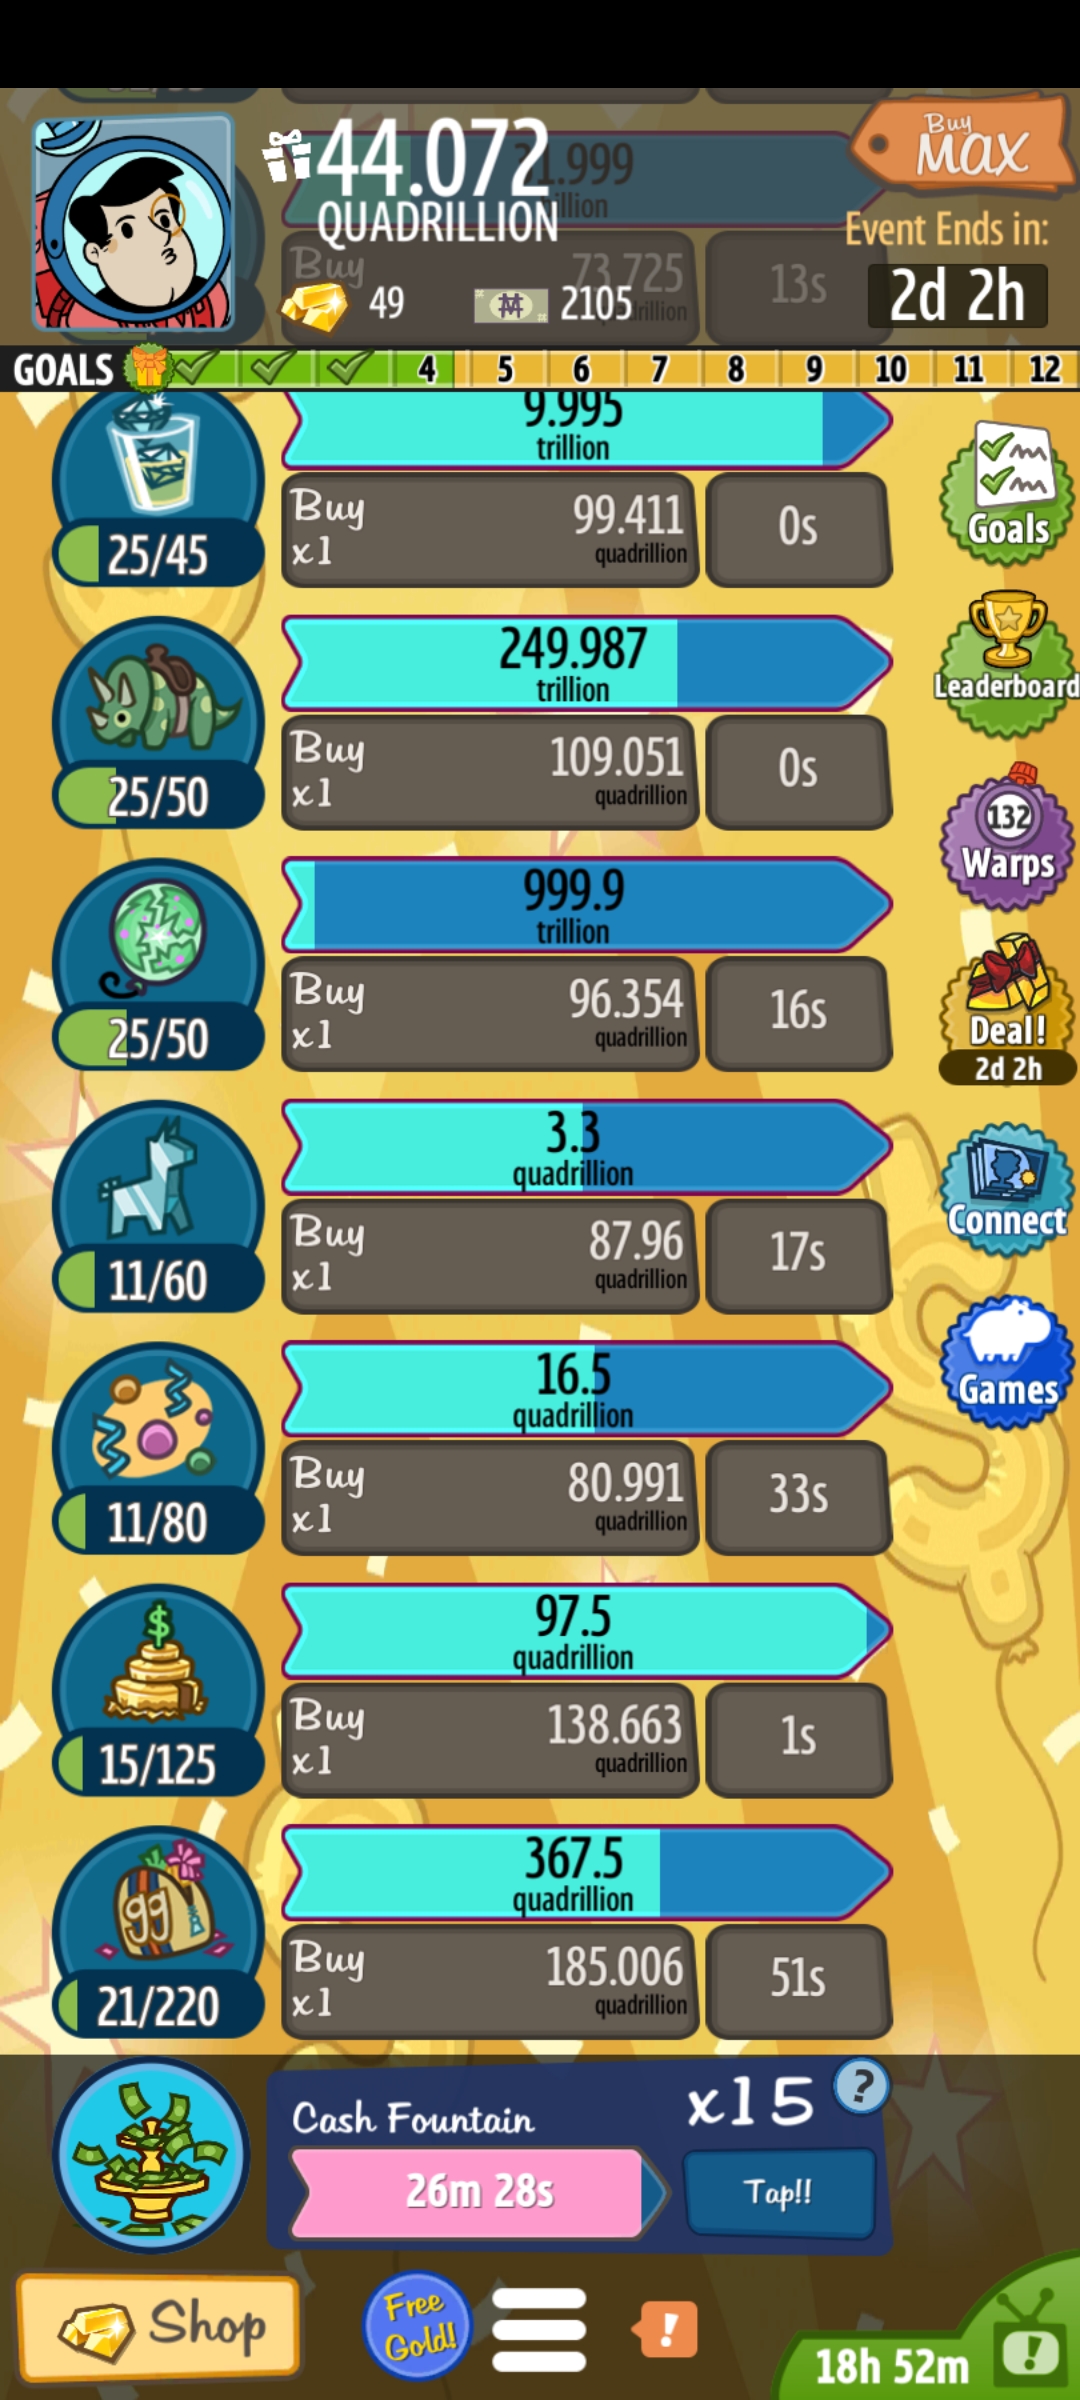 44.072
QUADRILLION
Buy
MAX
Event Ends in:
2d 2h
Buy
73.725
13s
49
2105
GOALS
4
5
6
7
8
9
10
11
12
9.995
trillion
25/45
Buy
x1
99.411
quadrillion
0s
Goals
249.987
trillion
25/50
Buy
x1
109.051
quadrillion
0s
Leaderboard
999.9
trillion
25/50
Buy
x1
96.354
quadrillion
16s
132
Warps
Deal!
2d 2h
3.3
quadrillion
11/60
Buy
x1
87.96
quadrillion
17s
Connect
16.5
quadrillion
11/80
Buy
x1
80.991
quadrillion
33s
Games
$
97.5
quadrillion
15/125
Buy
x1
138.663
quadrillion
1s
99
367.5
quadrillion
21/220
Buy
x1
185.006
quadrillion
51s
Cash Fountain
x15
?
26m 28s
Tap!!
Shop
Free
Gold!
!
18h 52m
!